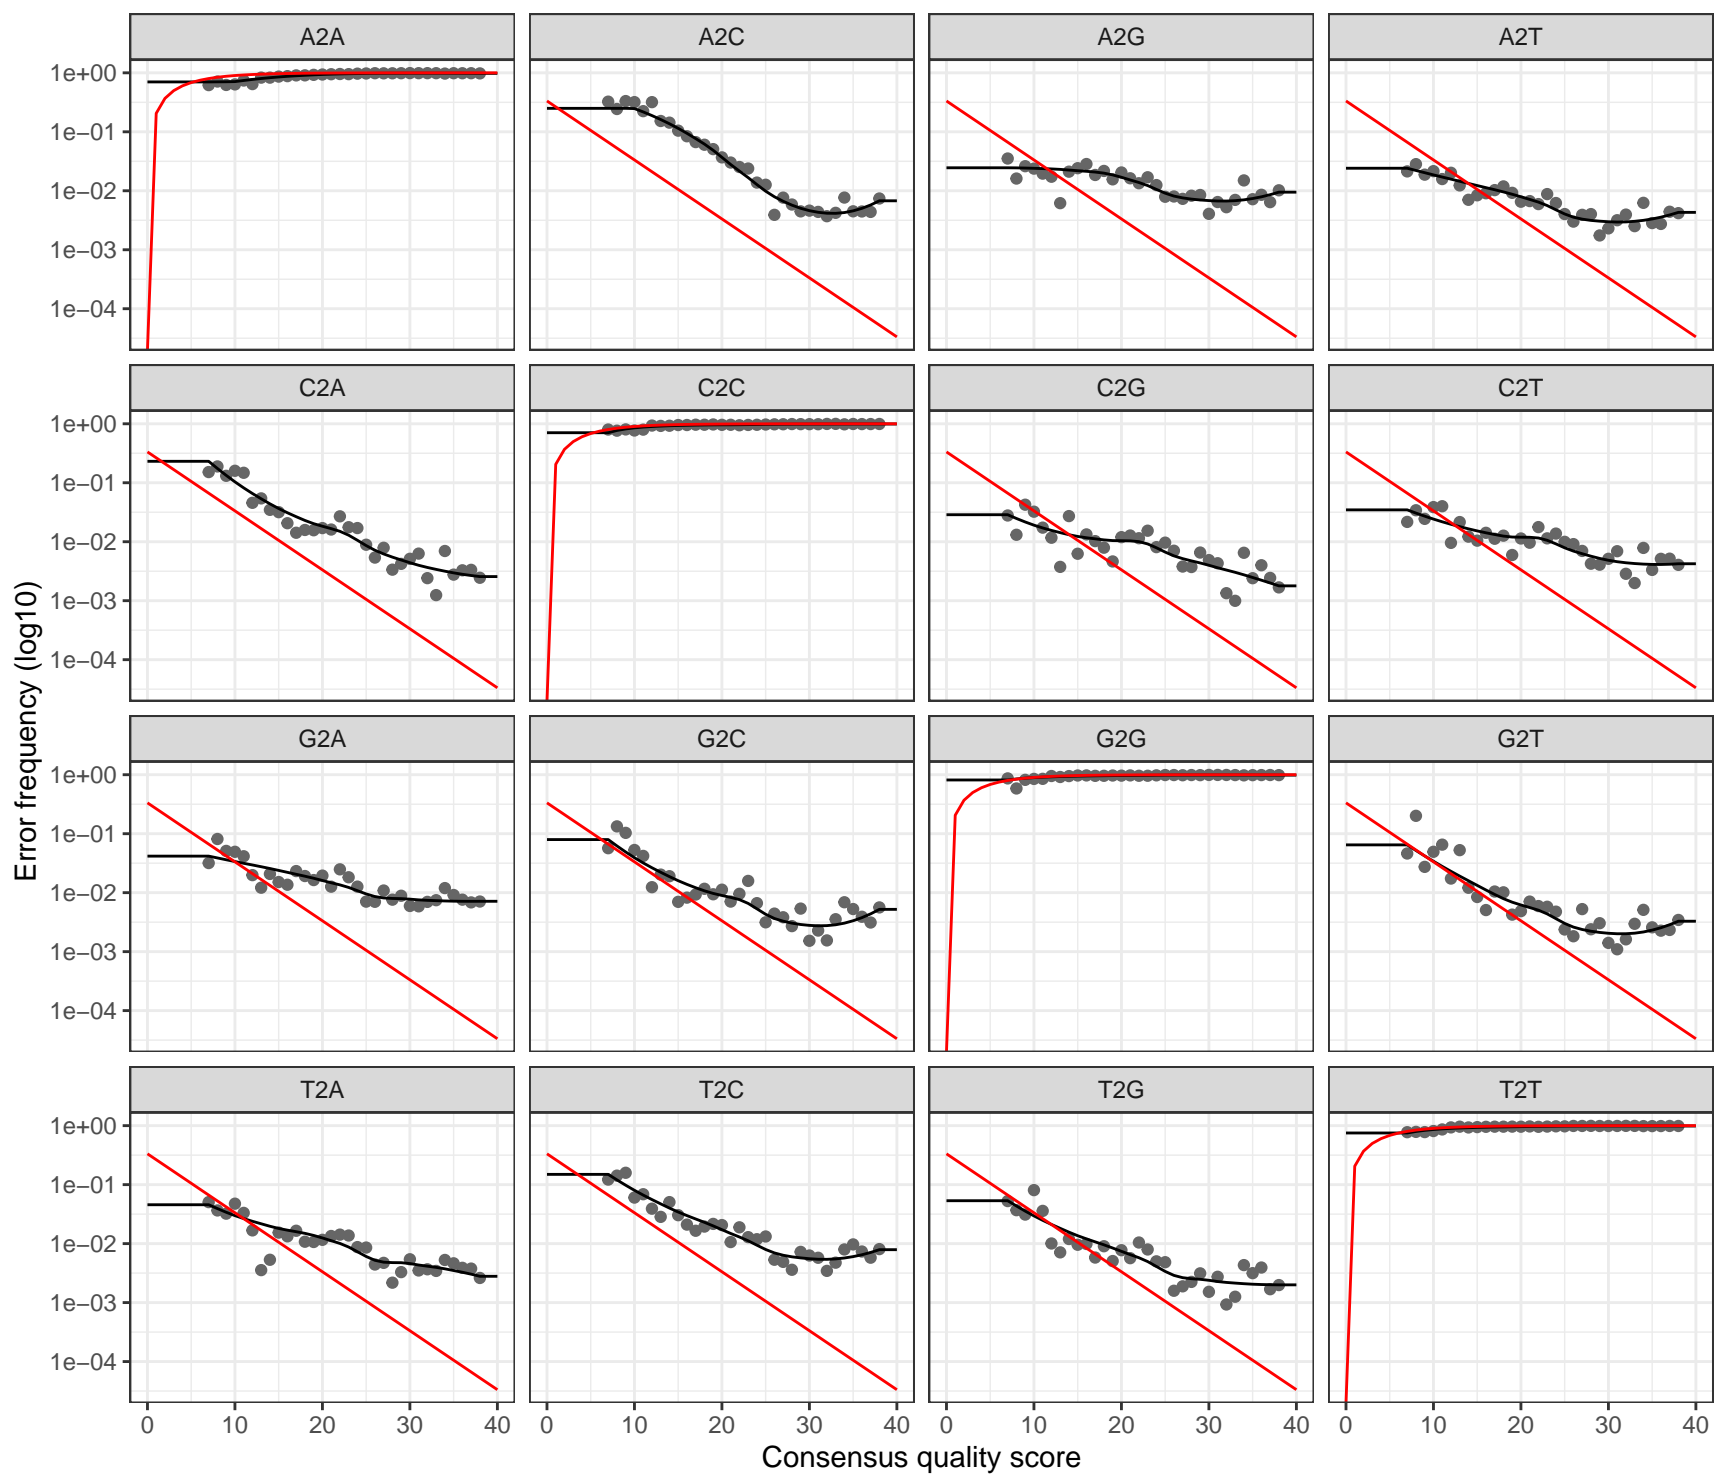 A2A A2C A2G A2T
1e+00
1e−01
1e−02
1e−03
1e−04
C2A C2C C2G C2T
1e+00
1e−01
1e−02
1e−03
1e−04
G2A G2C G2G G2T
1e+00
1e−01
1e−02
1e−03
1e−04
T2A T2C T2G T2T
1e+00
1e−01
1e−02
1e−03
1e−04
0 10 20 30 40 0 10 20 30 40 0 10 20 30 40 0 10 20 30 40
Consensus quality score
Error frequency (log10)